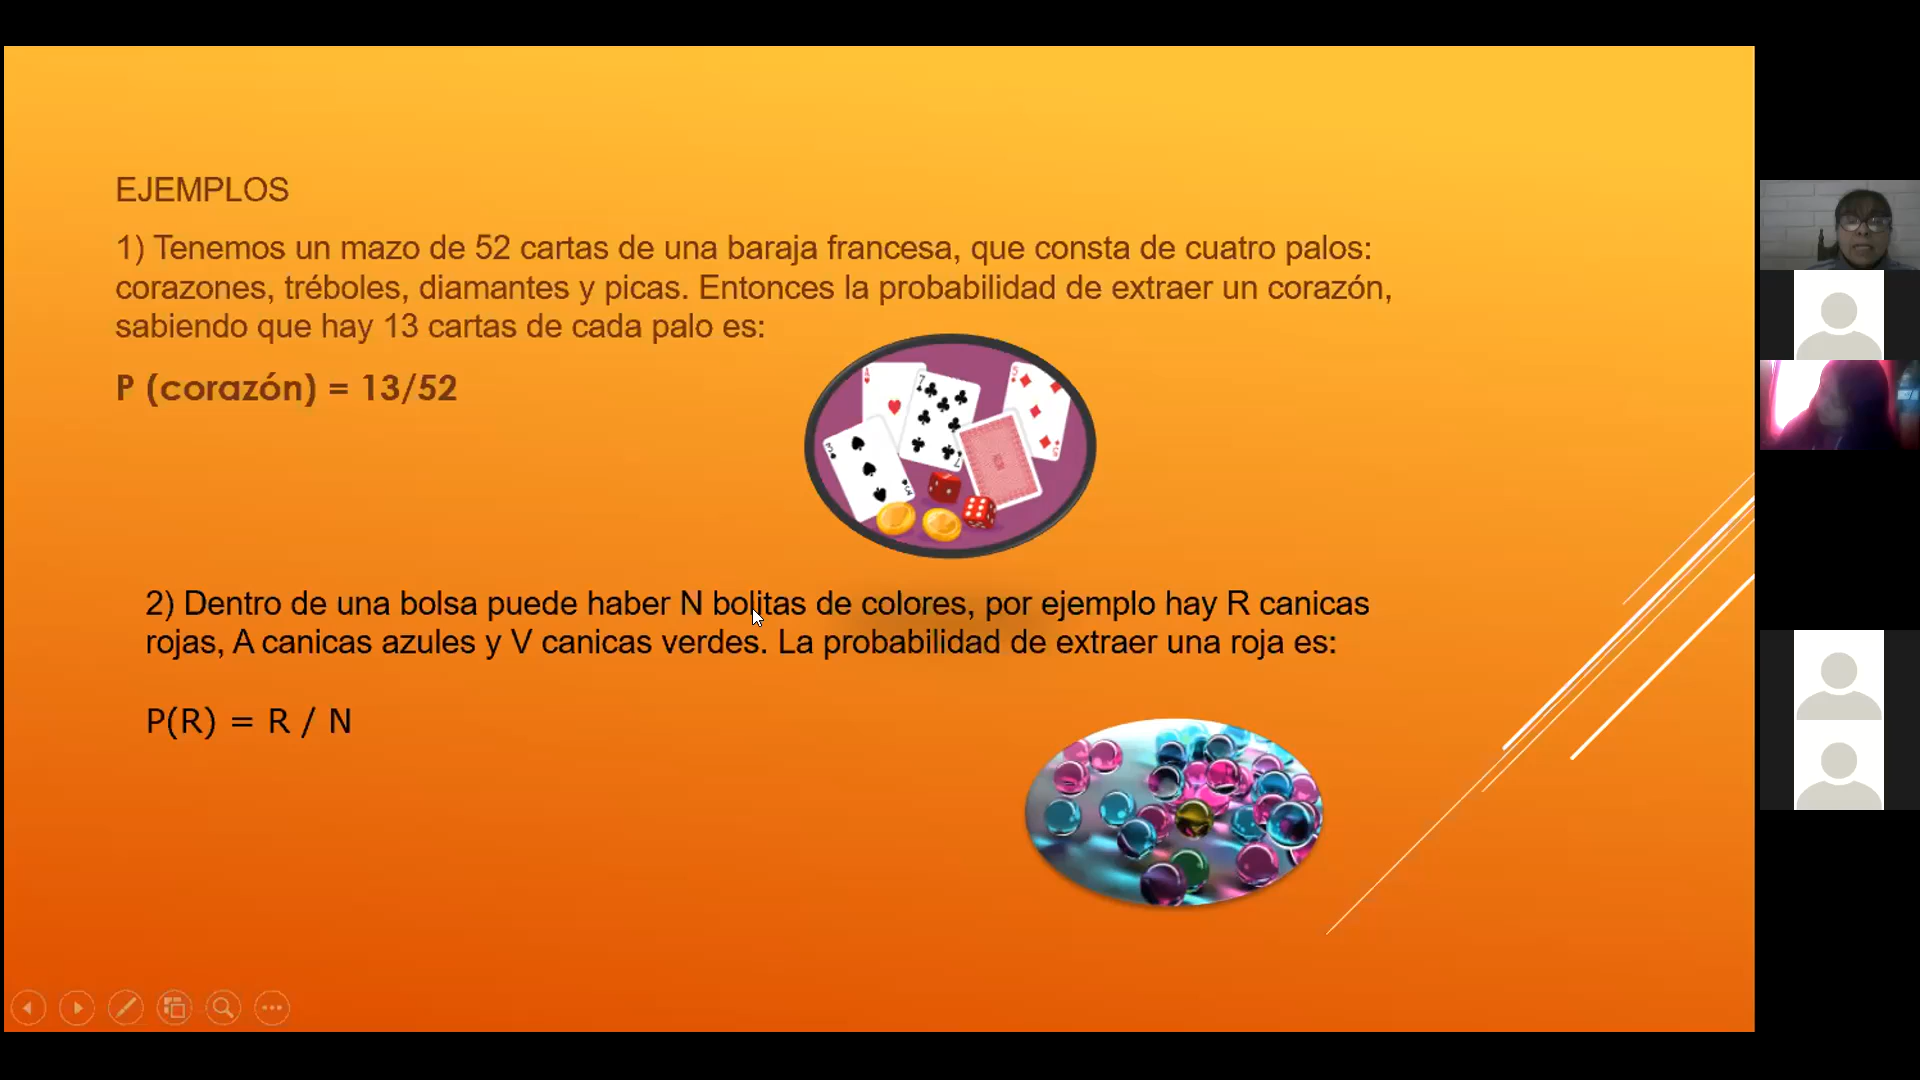 EJEMPLOS
1) Tenemos un mazo de 52 cartas de una baraja francesa, que consta de cuatro palos:
corazones, tréboles, diamantes y picas. Entonces la probabilidad de extraer un corazón,
sabiendo que hay 13 cartas de cada palo es:
P (corazón) = 13/52
2) Dentro de una bolsa puede haber N bolitas de colores, por ejemplo hay R canicas
rojas, A canicas azules y V canicas verdes. La probabilidad de extraer una roja es:
P(R) = R / N